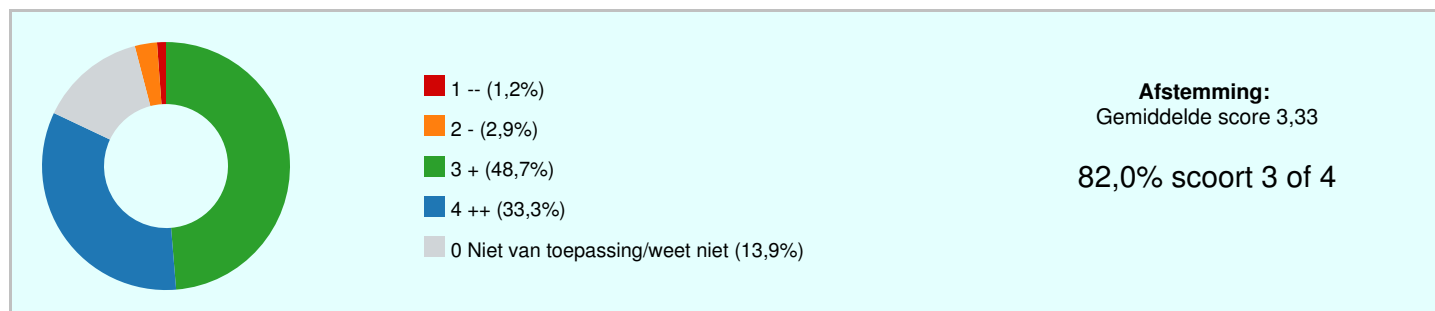 1 -- (1,2%)
2 - (2,9%)
3 + (48,7%)
4 ++ (33,3%)
0 Niet van toepassing/weet niet (13,9%)
Afstemming:
Gemiddelde score 3,33
82,0% scoort 3 of 4